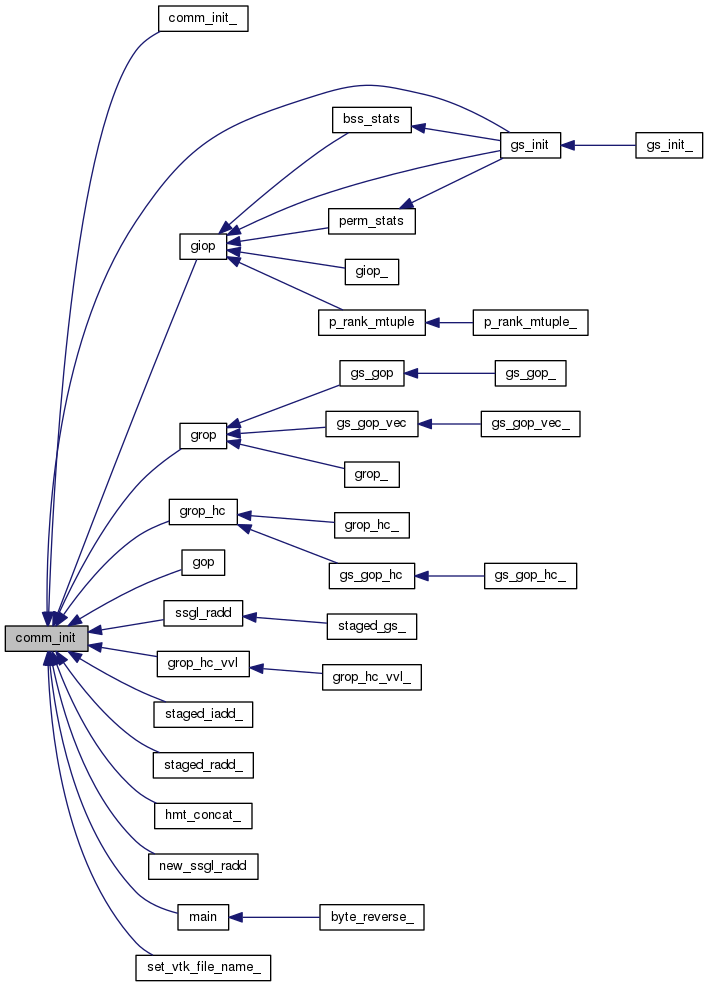 comm_init_
bss_stats
gs_init
gs_init_
perm_stats
giop
giop_
p_rank_mtuple
p_rank_mtuple_
gs_gop
gs_gop_
grop
gs_gop_vec
gs_gop_vec_
grop_
grop_hc
grop_hc_
gop
gs_gop_hc
gs_gop_hc_
ssgl_radd
staged_gs_
comm_init
grop_hc_vvl
grop_hc_vvl_
staged_iadd_
staged_radd_
hmt_concat_
new_ssgl_radd
main
byte_reverse_
set_vtk_file_name_